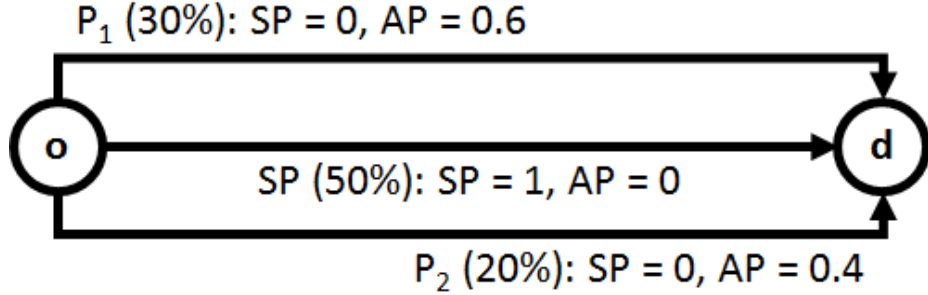 P₁ (30%): SP = 0, AP = 0.6
o
d
SP (50%): SP = 1, AP = 0
P₂ (20%): SP = 0, AP = 0.4